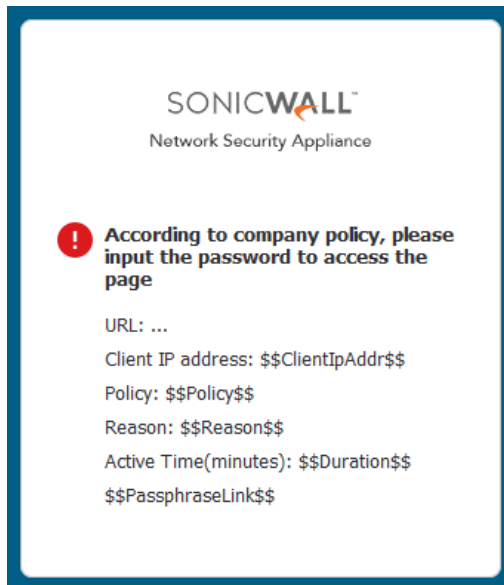 SONICWALL™
Network Security Appliance
According to company policy, please
input the password to access the
page
URL: ...
Client IP address: $$ClientIpAddr$$
Policy: $$Policy$$
Reason: $$Reason$$
Active Time(minutes): $$Duration$$
$$PassphraseLink$$